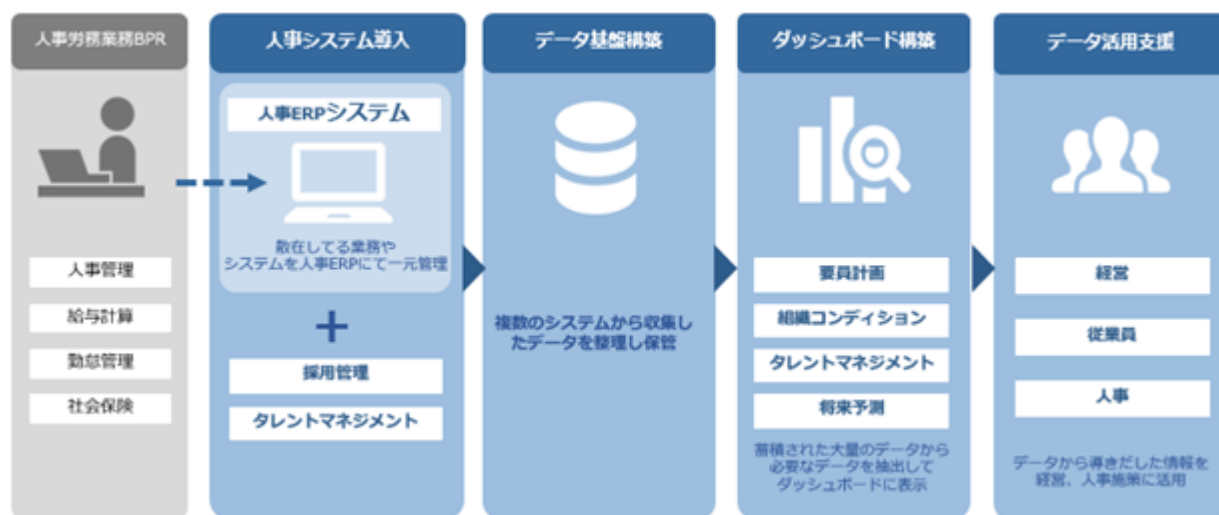 人事労務業務BPR
人事管理
給与計算
勤怠管理
社会保険
人事システム導入
人事ERPシステム
散在してる業務や
システムを人事ERPにて一元管理
+
採用管理
タレントマネジメント
データ基盤構築
複数のシステムから収集し
たデータを整理し保管
ダッシュボード構築
要員計画
組織コンディション
タレントマネジメント
将来予測
蓄積された大量のデータから
必要なデータを抽出して
ダッシュボードに表示
データ活用支援
経営
従業員
人事
データから導きだした情報を
経営、人事施策に活用